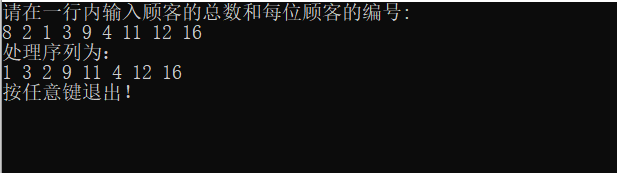 请在一行内输入顾客的总数和每位顾客的编号:
8 2 1 3 9 4 11 12 16
处理序列为:
1 3 2 9 11 4 12 16
按任意键退出!